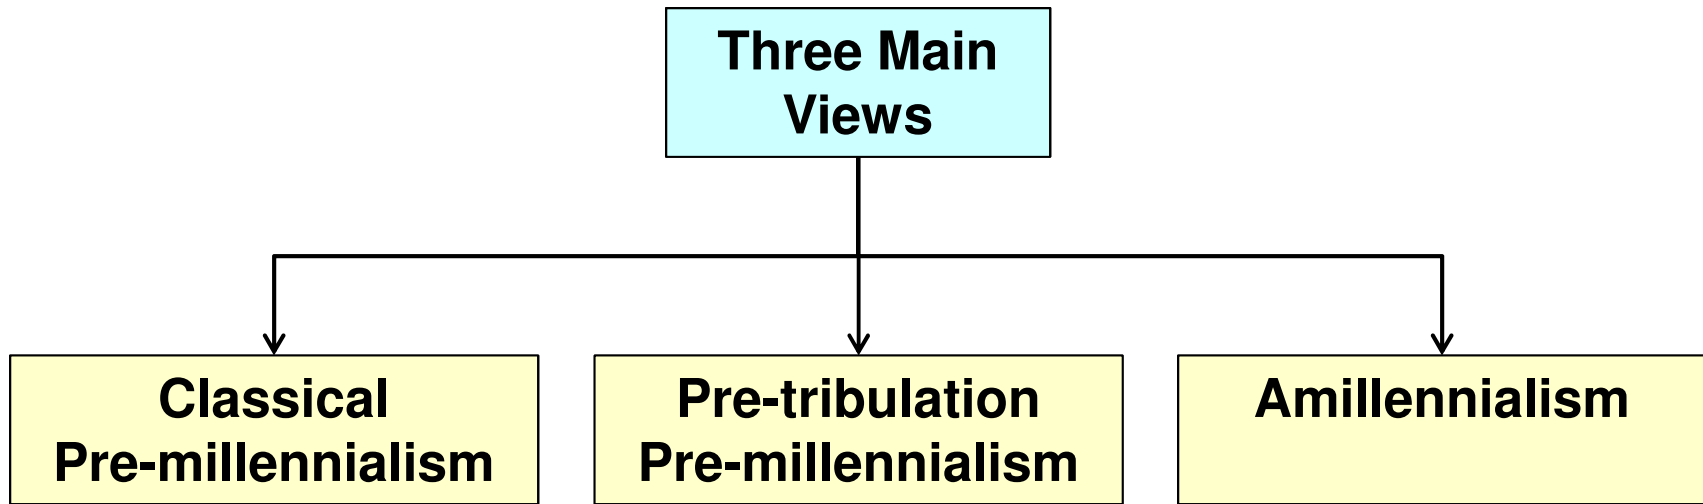 Three Main
Views
Classical
Pre-millennialism
Pre-tribulation
Pre-millennialism
Amillennialism